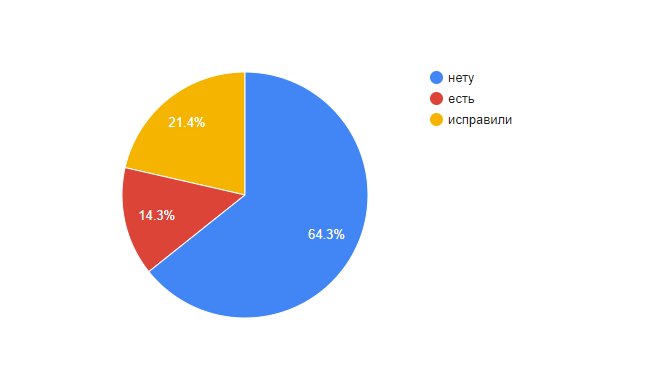 нету
есть
исправили
21.4%
14.3%
64.3%